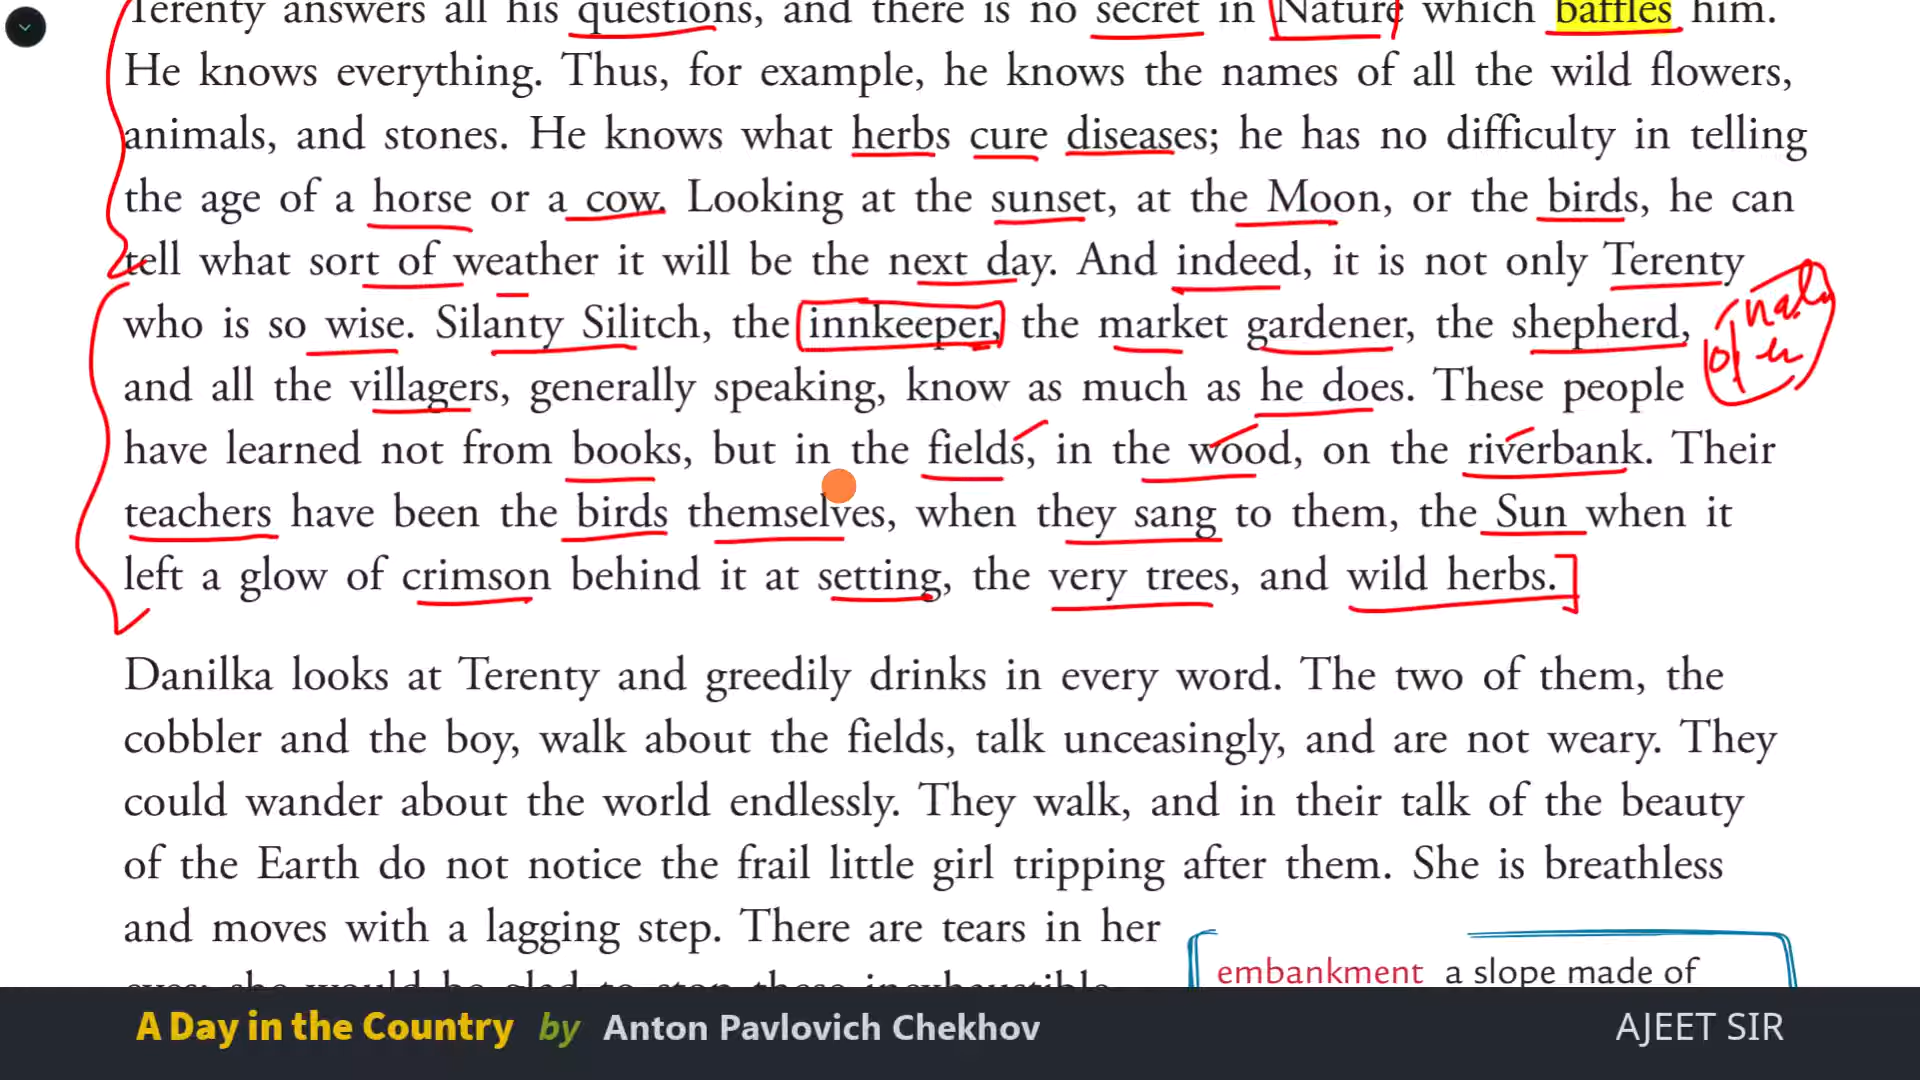 Terenty answers all his questions, and there is no secret in Nature which baffles him.
He knows everything. Thus, for example, he knows the names of all the wild flowers,
animals, and stones. He knows what herbs cure diseases; he has no difficulty in telling
the age of a horse or a cow. Looking at the sunset, at the Moon, or the birds, he can
tell what sort of weather it will be the next day. And indeed, it is not only Terenty
who is so wise. Silanty Silitch, the innkeeper, the market gardener, the shepherd,
and all the villagers, generally speaking, know as much as he does. These people
have learned not from books, but in the fields, in the wood, on the riverbank. Their
teachers have been the birds themselves, when they sang to them, the Sun when it
left a glow of crimson behind it at setting, the very trees, and wild herbs.
Danilka looks at Terenty and greedily drinks in every word. The two of them, the
cobbler and the boy, walk about the fields, talk unceasingly, and are not weary. They
could wander about the world endlessly. They walk, and in their talk of the beauty
of the Earth do not notice the frail little girl tripping after them. She is breathless
and moves with a lagging step. There are tears in her
eyes; she would be glad to stop these inexhaustible
embankment a slope made of
A Day in the Country by Anton Pavlovich Chekhov
AJEET SIR